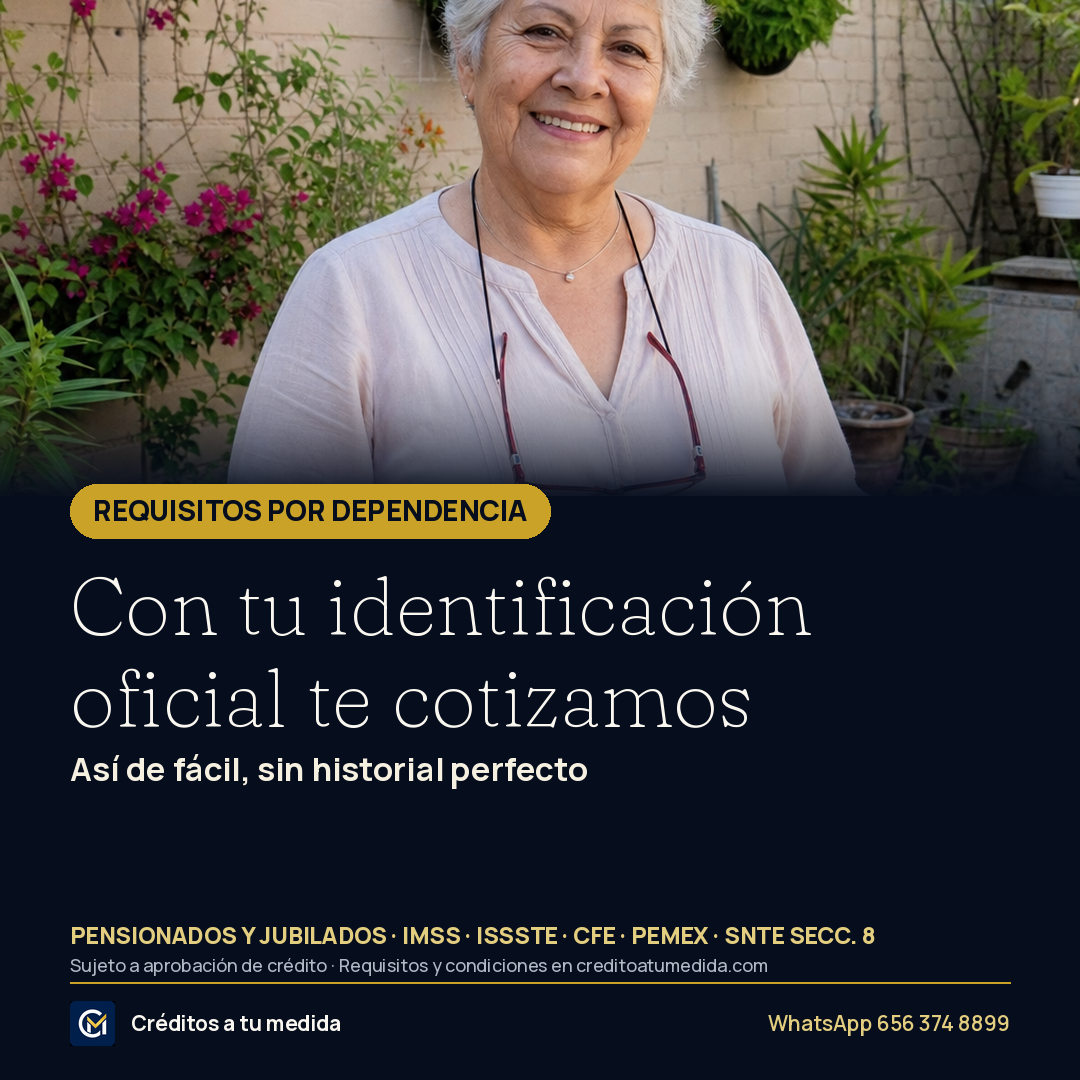 REQUISITOS POR DEPENDENCIA
Con tu identificación
oficial te cotizamos
Así de fácil, sin historial perfecto
PENSIONADOS Y JUBILADOS · IMSS · ISSSTE · CFE · PEMEX · SNTE SECC. 8
Sujeto a aprobación de crédito · Requisitos y condiciones en creditoatumedida.com
Créditos a tu medida
WhatsApp 656 374 8899